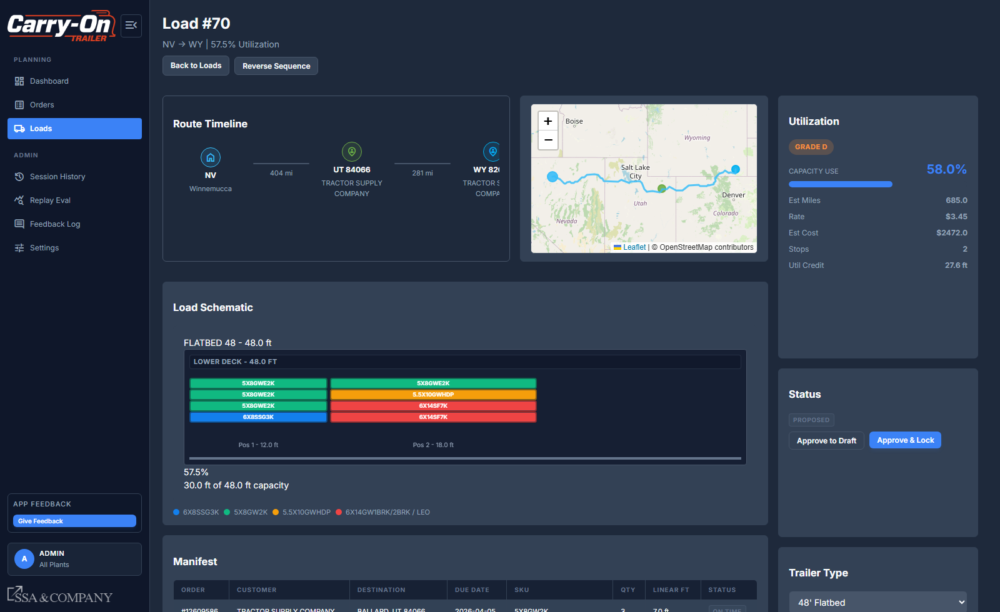 Carry-On
TRAILER
PLANNING
Dashboard
Orders
Loads
ADMIN
Session History
Replay Eval
Feedback Log
Settings
APP FEEDBACK
Give Feedback
A
ADMIN
All Plants
SSA & COMPANY
Load #70
NV → WY | 57.5% Utilization
Back to Loads
Reverse Sequence
Route Timeline
NV
Winnemucca
404 mi
UT 84066
TRACTOR SUPPLY
COMPANY
281 mi
WY 820
TRACTOR S
COMPA
+
−
Boise
Wyoming
Salt Lake
City
Utah
Nevada
Denver
Colorado
Leaflet | © OpenStreetMap contributors
Utilization
GRADE D
CAPACITY USE 58.0%
Est Miles 685.0
Rate $3.45
Est Cost $2472.0
Stops 2
Util Credit 27.6 ft
Load Schematic
FLATBED 48 - 48.0 ft
LOWER DECK - 48.0 FT
5X8GWE2K 5X8GWE2K
5X8GWE2K 5.5X10GWHDP
5X8GWE2K 6X14SF7K
6X8SSG3K 6X14SF7K
Pos 1 - 12.0 ft Pos 2 - 18.0 ft
57.5%
30.0 ft of 48.0 ft capacity
6X8SSG3K 5X8GW2K 5.5X10GWHDP 6X14GW1BRK/2BRK / LEO
Status
PROPOSED
Approve to Draft
Approve & Lock
Manifest
ORDER CUSTOMER DESTINATION DUE DATE SKU QTY LINEAR FT STATUS
#12609586 TRACTOR SUPPLY COMPANY BALLARD, UT 84066 2026-04-05 5X8GW2K 3 7.0 ft ON TIME
Trailer Type
48' Flatbed